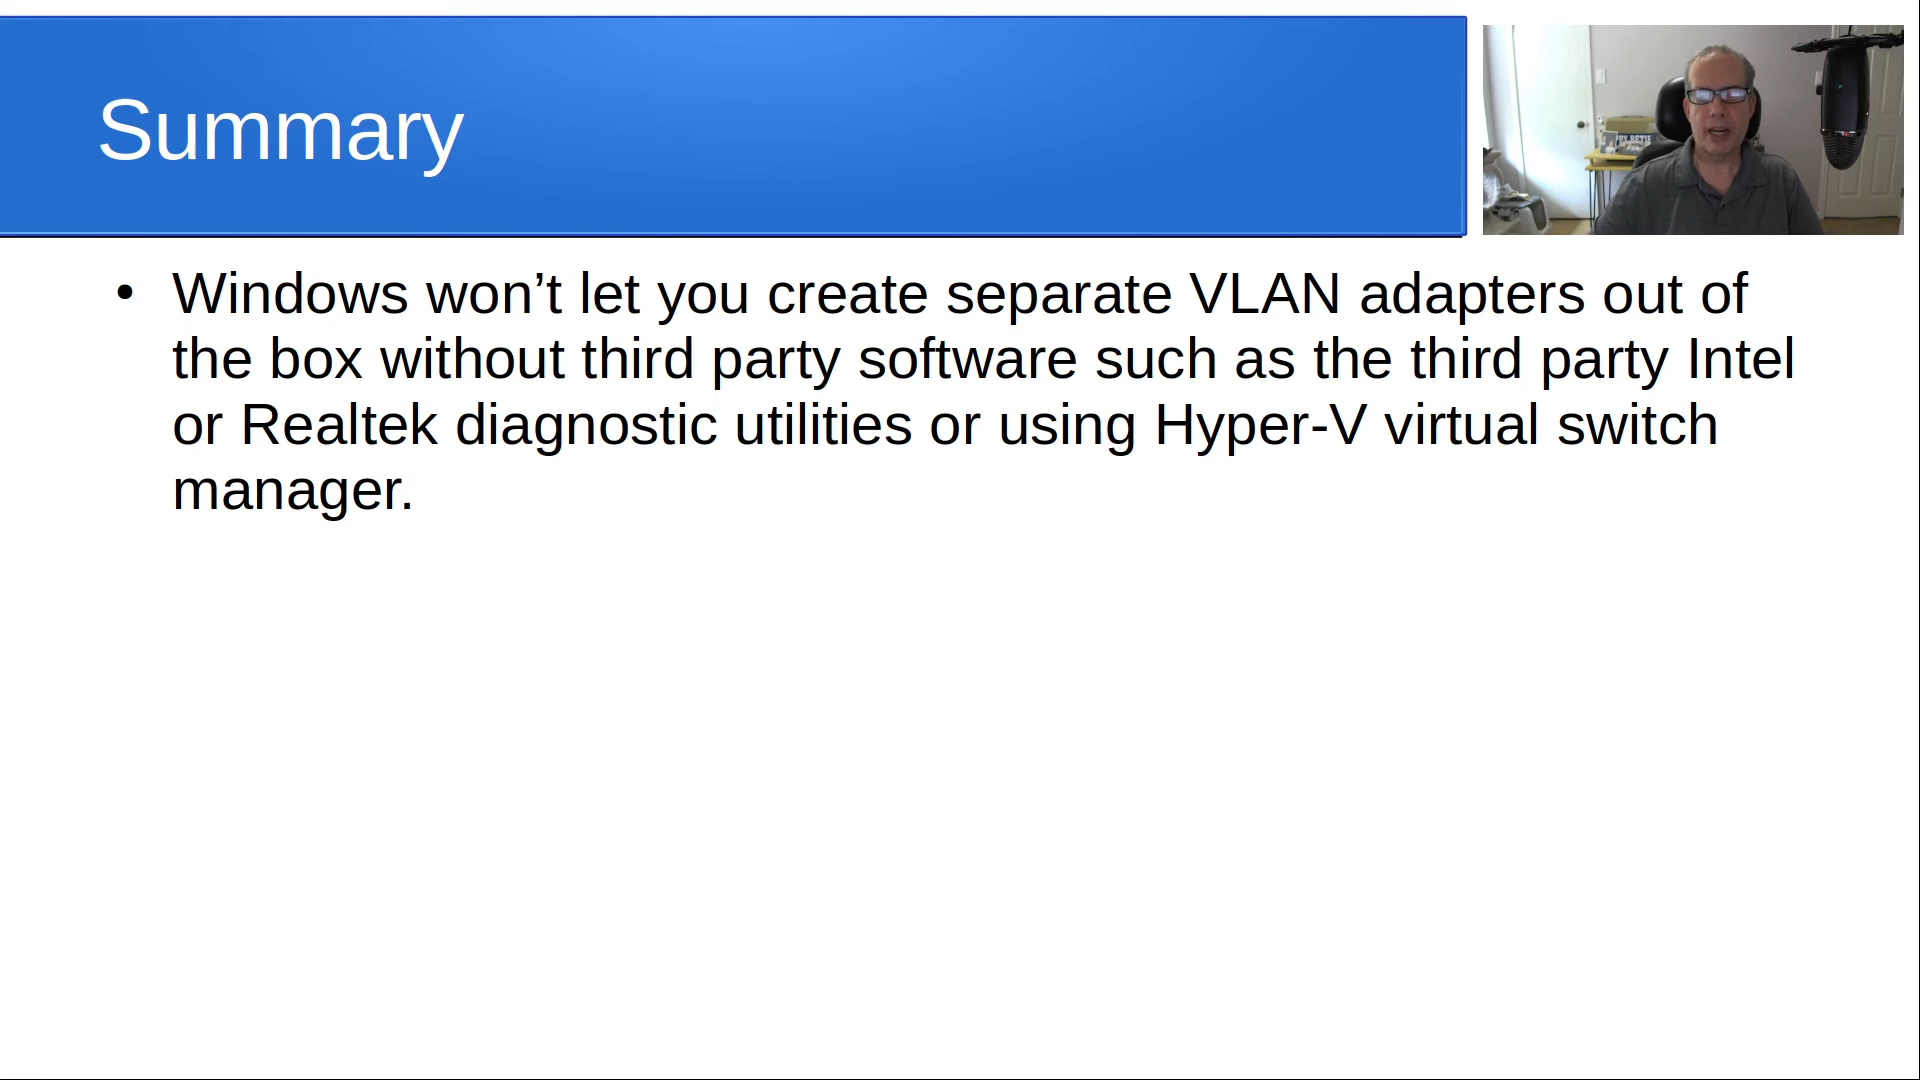 Summary
• Windows won’t let you create separate VLAN adapters out of
the box without third party software such as the third party Intel
or Realtek diagnostic utilities or using Hyper-V virtual switch
manager.